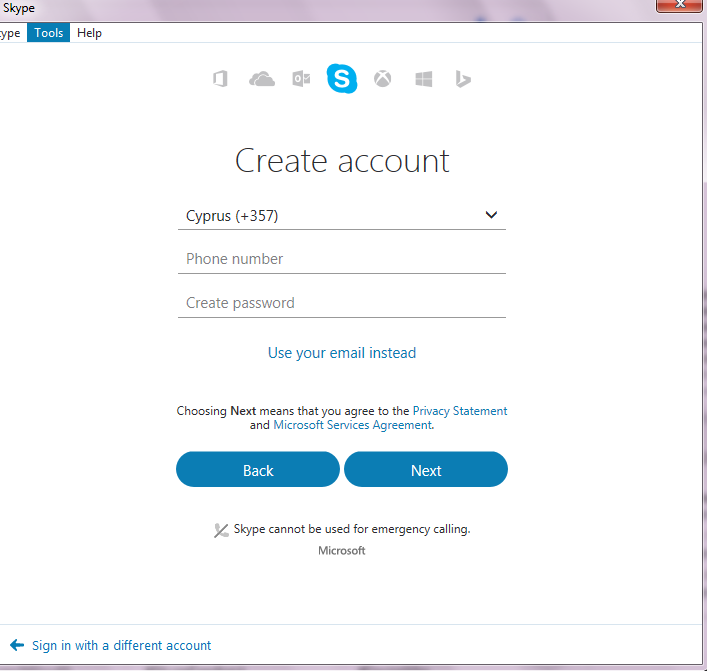 Skype
ype Tools Help
S
Create account
Cyprus (+357)
Phone number
Create password
Use your email instead
Choosing Next means that you agree to the Privacy Statement
and Microsoft Services Agreement.
Back Next
Skype cannot be used for emergency calling.
Microsoft
Sign in with a different account